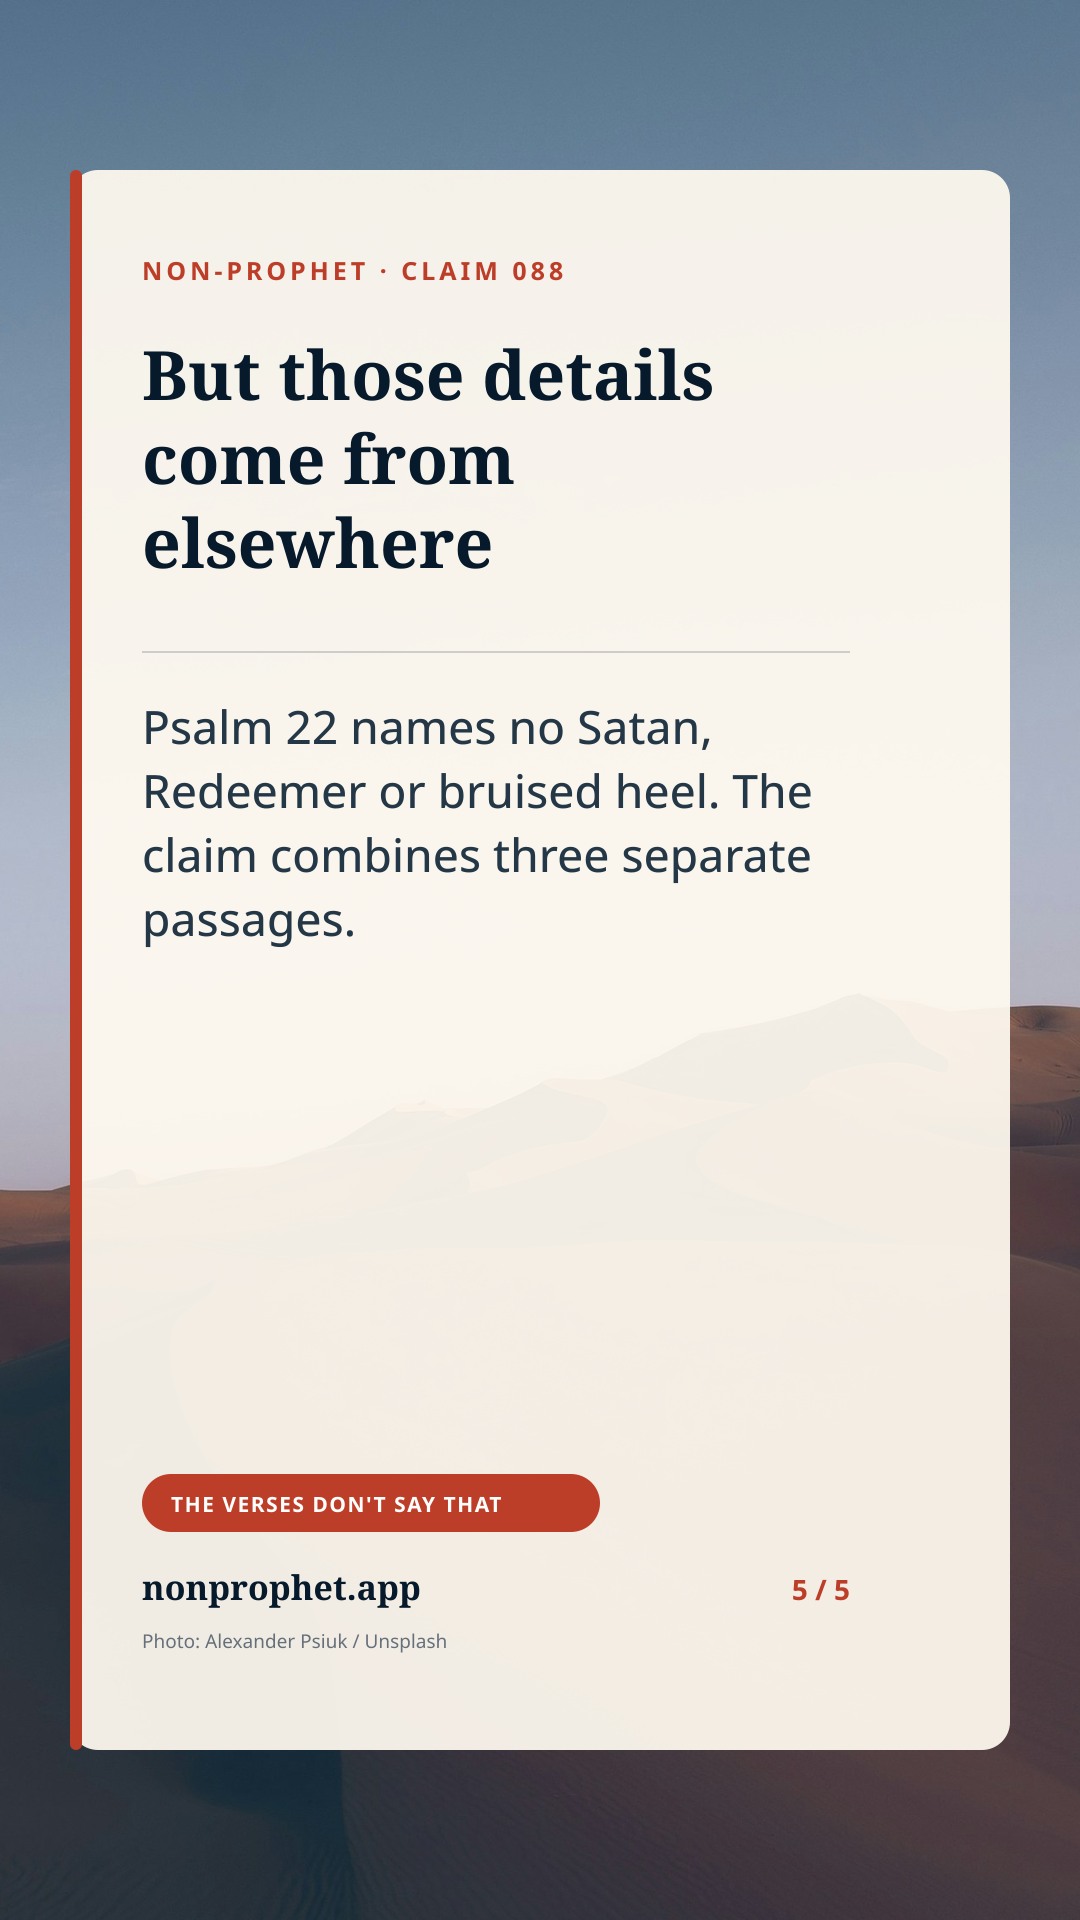 NON-PROPHET · CLAIM 088
But those details
come from
elsewhere
Psalm 22 names no Satan,
Redeemer or bruised heel. The
claim combines three separate
passages.
THE VERSES DON'T SAY THAT
nonprophet.app
5 / 5
Photo: Alexander Psiuk / Unsplash